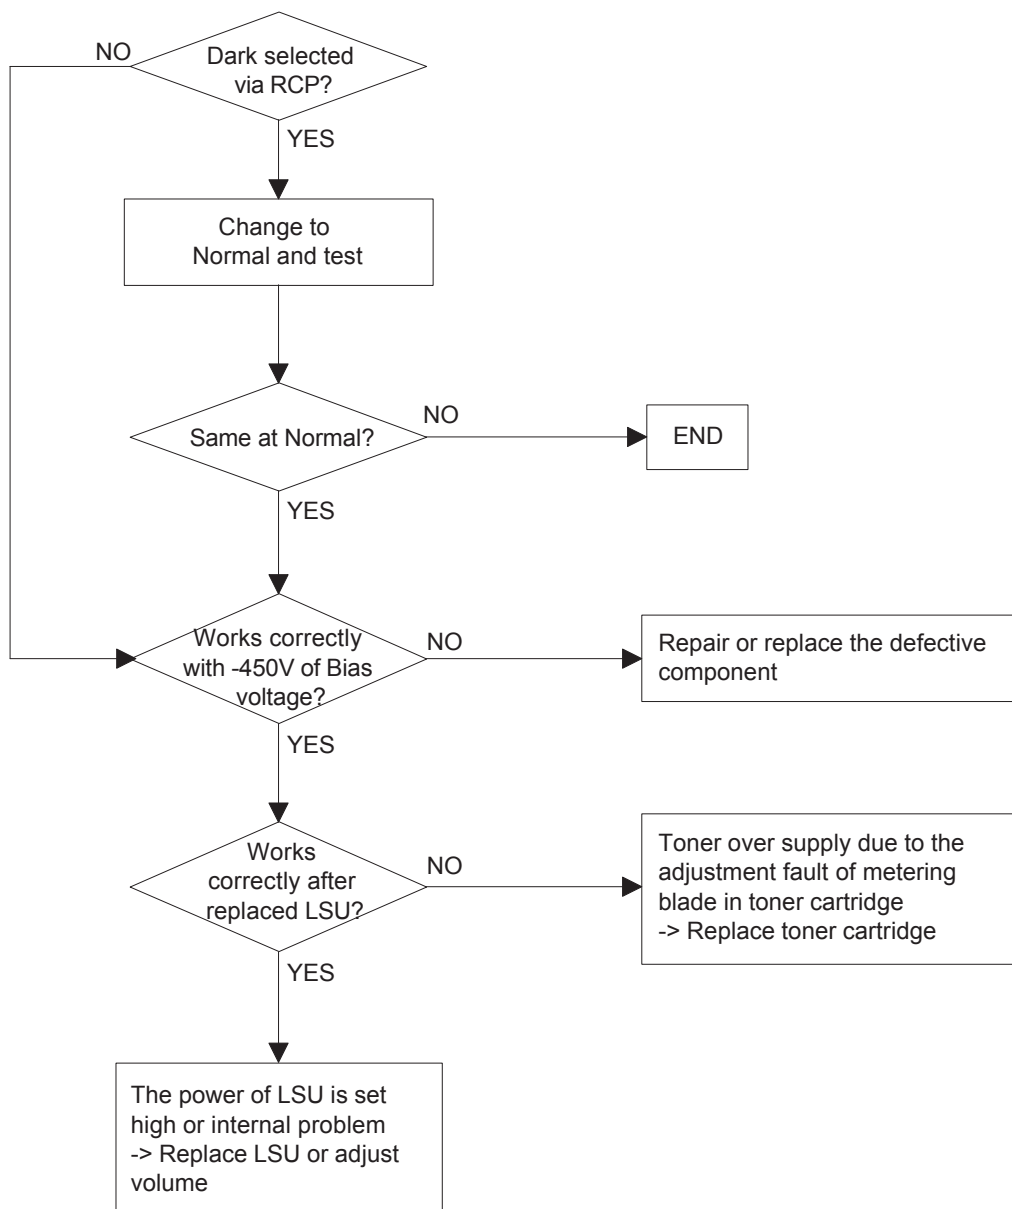 NO
Dark selected
via RCP?
YES
Change to
Normal and test
Same at Normal?
NO
END
YES
Works correctly
with -450V of Bias
voltage?
NO
Repair or replace the defective
component
YES
Works
correctly after
replaced LSU?
NO
Toner over supply due to the
adjustment fault of metering
blade in toner cartridge
-> Replace toner cartridge
YES
The power of LSU is set
high or internal problem
-> Replace LSU or adjust
volume